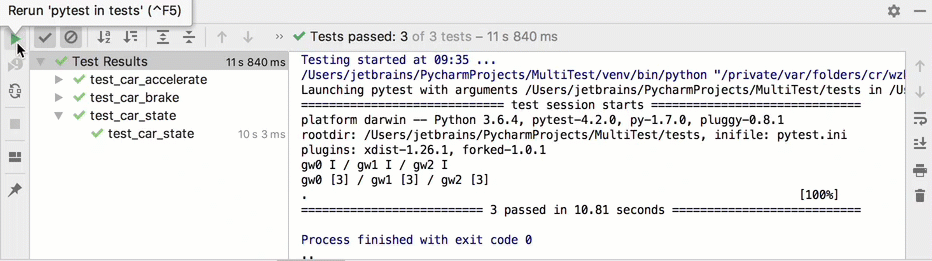 Rerun 'pytest in tests' (^F5)
Tests passed: 3 of 3 tests – 11 s 840 ms
Test Results 11 s 840 ms
test_car_accelerate
test_car_brake
test_car_state
test_car_state 10 s 3 ms
Testing started at 09:35 ...
/Users/jetbrains/PycharmProjects/MultiTest/venv/bin/python "/private/var/folders/cr/wz
Launching pytest with arguments /Users/jetbrains/PycharmProjects/MultiTest/tests in /Us
============================ test session starts =============================
platform darwin -- Python 3.6.4, pytest-4.2.0, py-1.7.0, pluggy-0.8.1
rootdir: /Users/jetbrains/PycharmProjects/MultiTest/tests, inifile: pytest.ini
plugins: xdist-1.26.1, forked-1.0.1
gw0 I / gw1 I / gw2 I
gw0 [3] / gw1 [3] / gw2 [3]
. [100%]
========================= 3 passed in 10.81 seconds ==========================
Process finished with exit code 0